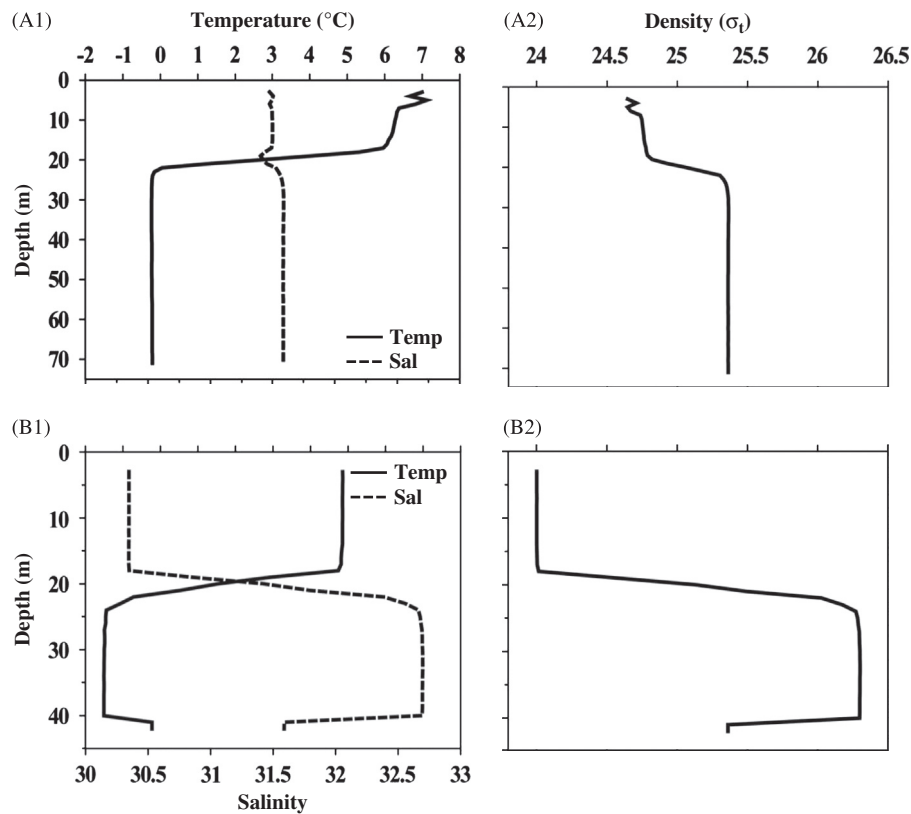 (A1) Temperature (°C)
-2 -1 0 1 2 3 4 5 6 7 8
0
10
20
30
40
50
60
70
Depth (m)
Temp
Sal
(A2) Density (σt)
24 24.5 25 25.5 26 26.5
(B1)
0
10
20
30
40
Depth (m)
Temp
Sal
30 30.5 31 31.5 32 32.5 33
Salinity
(B2)